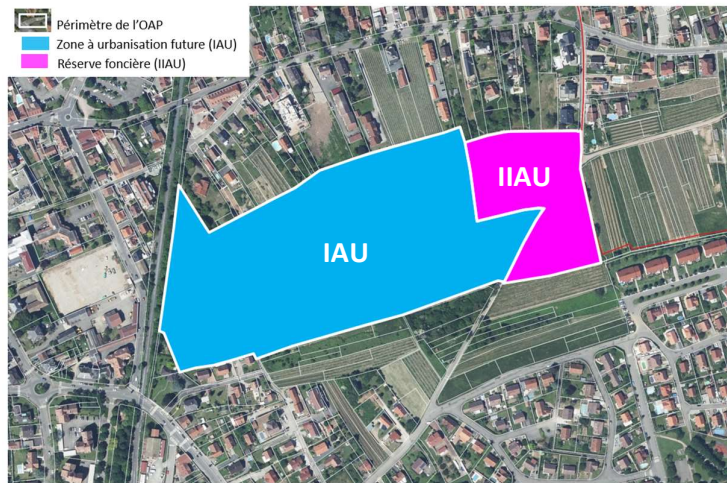 Périmètre de l'OAP
Zone à urbanisation future (IAU)
Réserve foncière (IIAU)
IIAU
IAU